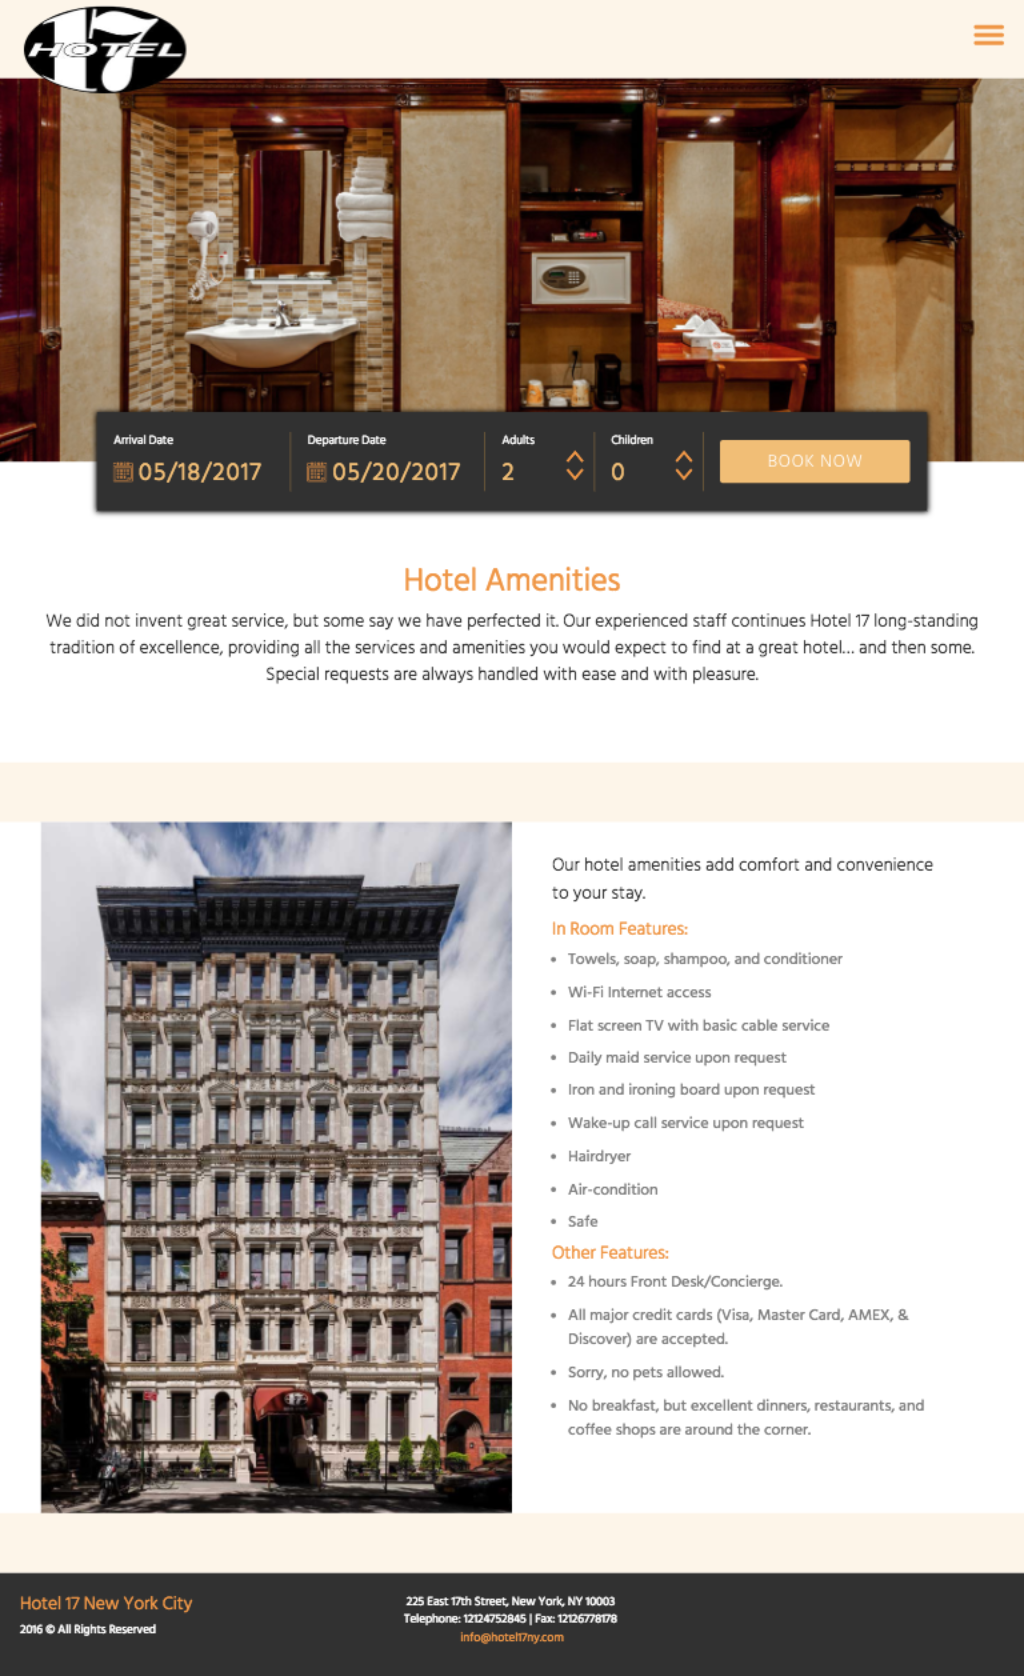 17
HOTEL
Arrival Date
05/18/2017
Departure Date
05/20/2017
Adults
2
Children
0
BOOK NOW
Hotel Amenities
We did not invent great service, but some say we have perfected it. Our experienced staff continues Hotel 17 long-standing
tradition of excellence, providing all the services and amenities you would expect to find at a great hotel... and then some.
Special requests are always handled with ease and with pleasure.
17
Our hotel amenities add comfort and convenience
to your stay.
In Room Features:
• Towels, soap, shampoo, and conditioner
• Wi-Fi Internet access
• Flat screen TV with basic cable service
• Daily maid service upon request
• Iron and ironing board upon request
• Wake-up call service upon request
• Hairdryer
• Air-condition
• Safe
Other Features:
• 24 hours Front Desk/Concierge.
• All major credit cards (Visa, Master Card, AMEX, &
Discover) are accepted.
• Sorry, no pets allowed.
• No breakfast, but excellent dinners, restaurants, and
coffee shops are around the corner.
Hotel 17 New York City
2016 © All Rights Reserved
225 East 17th Street, New York, NY 10003
Telephone: 12124752845 | Fax: 12126778178
info@hotel17ny.com